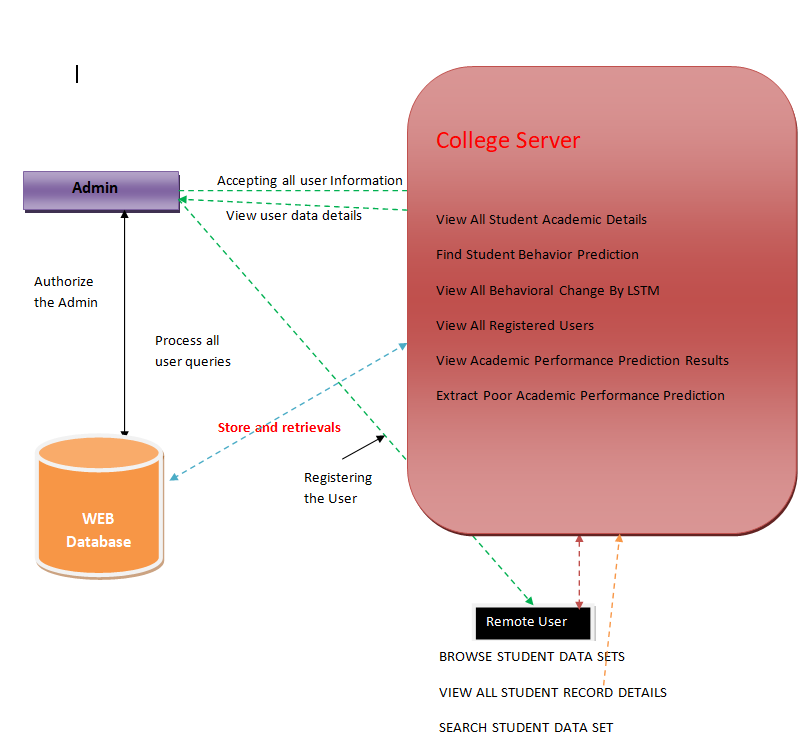 College Server
Admin
Accepting all user Information
View user data details
View All Student Academic Details
Find Student Behavior Prediction
View All Behavioral Change By LSTM
View All Registered Users
View Academic Performance Prediction Results
Extract Poor Academic Performance Prediction
Authorize
the Admin
Process all
user queries
Store and retrievals
Registering
the User
WEB
Database
Remote User
BROWSE STUDENT DATA SETS
VIEW ALL STUDENT RECORD DETAILS
SEARCH STUDENT DATA SET